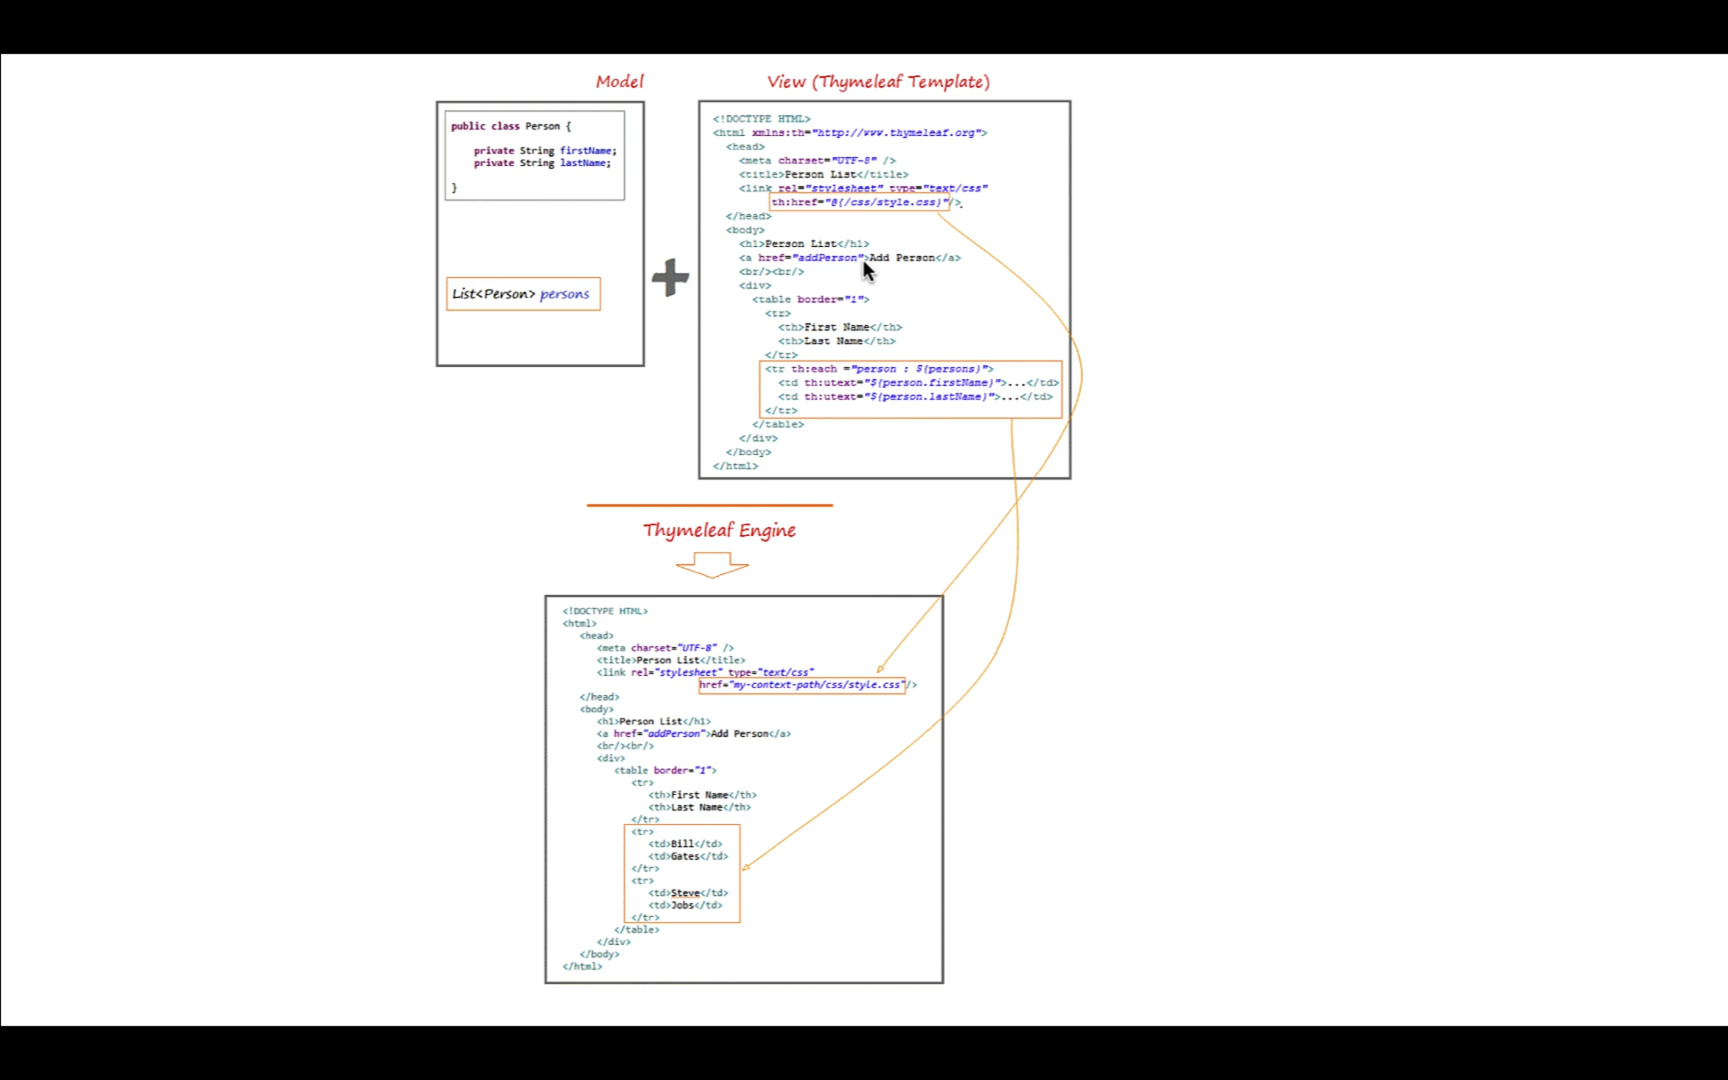 Model
public class Person {
private String firstName;
private String lastName;
}
List<Person> persons
View (Thymeleaf Template)
<!DOCTYPE HTML>
<html xmlns:th="http://www.thymeleaf.org">
<head>
<meta charset="UTF-8" />
<title>Person List</title>
<link rel="stylesheet" type="text/css"
th:href="@{/css/style.css}"/>
</head>
<body>
<h1>Person List</h1>
<a href="addPerson">Add Person</a>
<br/><br/>
<div>
<table border="1">
<tr>
<th>First Name</th>
<th>Last Name</th>
</tr>
<tr th:each ="person : ${persons}">
<td th:utext="${person.firstName}">...</td>
<td th:utext="${person.lastName}">...</td>
</tr>
</table>
</div>
</body>
</html>
Thymeleaf Engine
<!DOCTYPE HTML>
<html>
<head>
<meta charset="UTF-8" />
<title>Person List</title>
<link rel="stylesheet" type="text/css"
href="my-context-path/css/style.css"/>
</head>
<body>
<h1>Person List</h1>
<a href="addPerson">Add Person</a>
<br/><br/>
<div>
<table border="1">
<tr>
<th>First Name</th>
<th>Last Name</th>
</tr>
<tr>
<td>Bill</td>
<td>Gates</td>
</tr>
<tr>
<td>Steve</td>
<td>Jobs</td>
</tr>
</table>
</div>
</body>
</html>